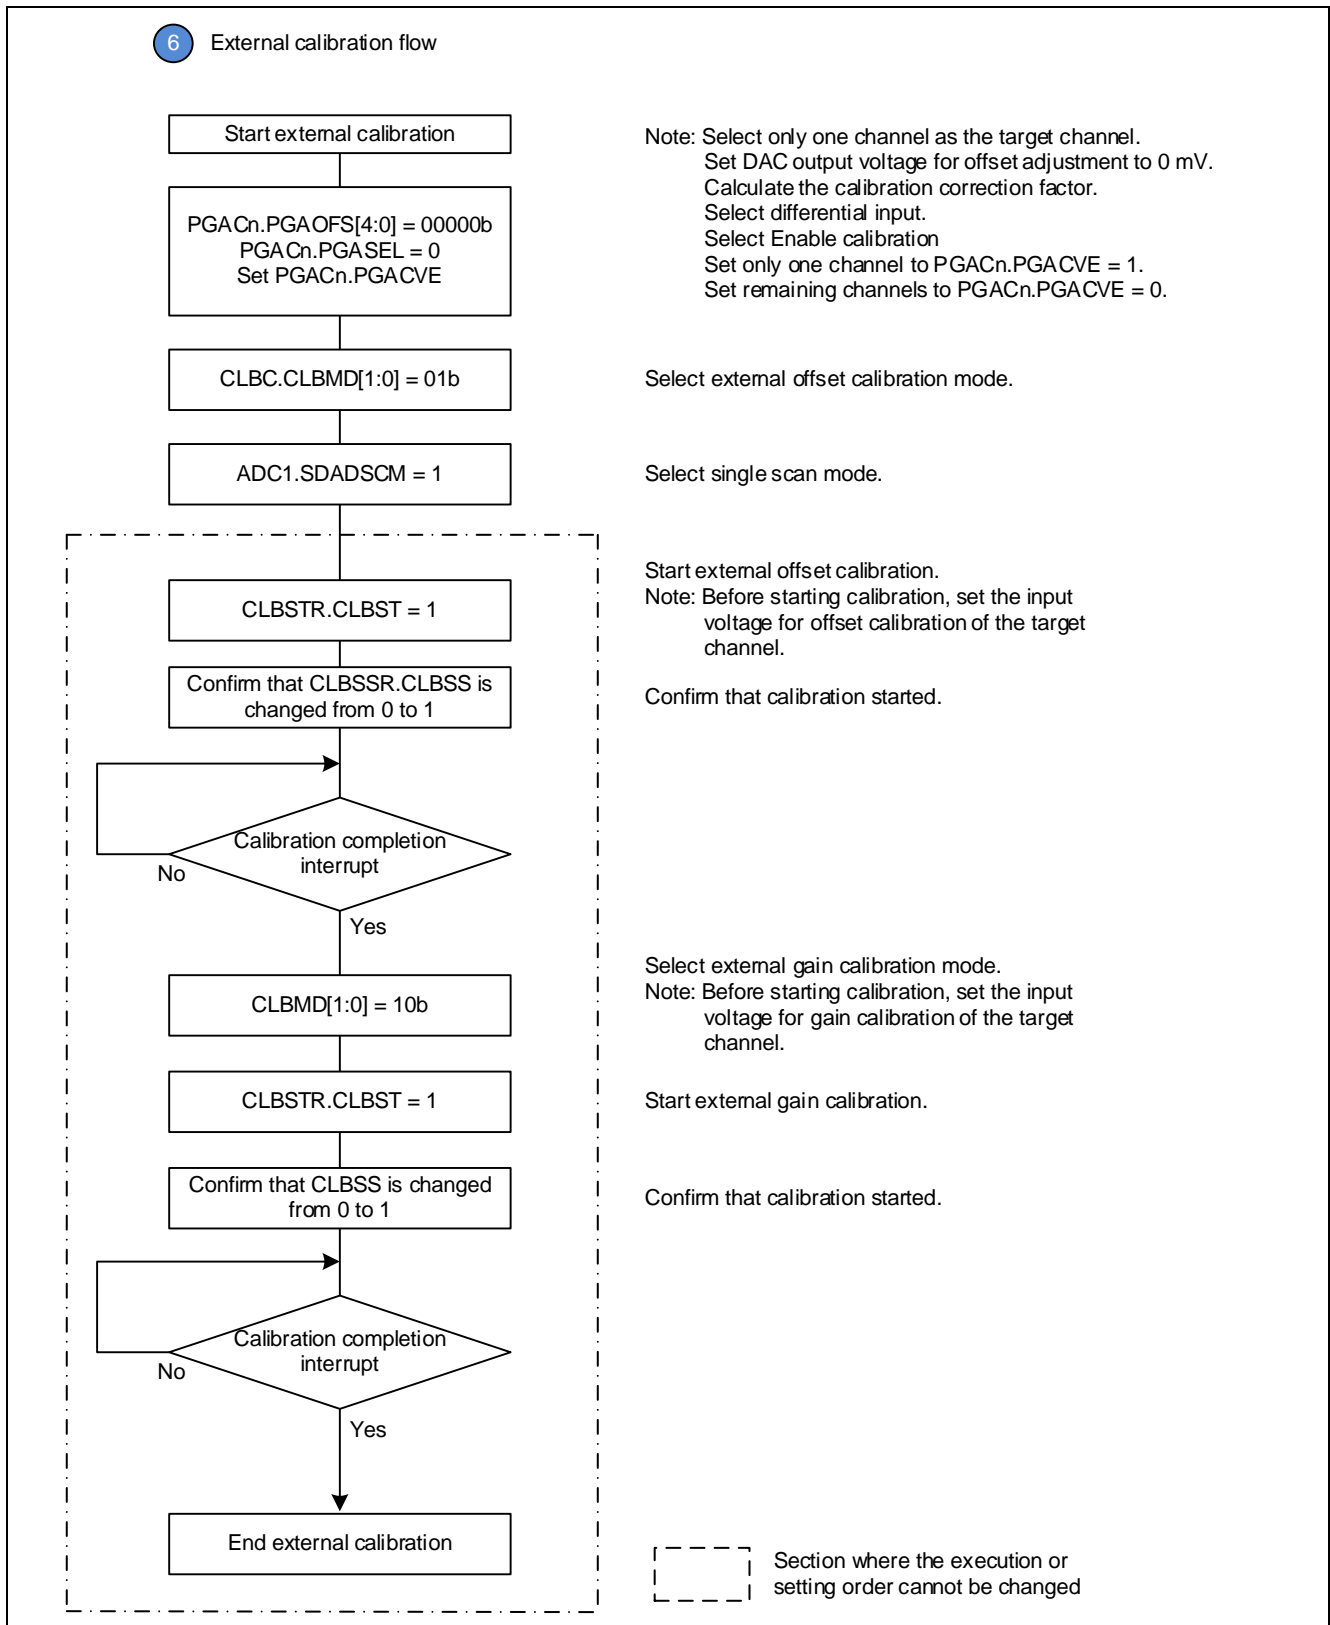 6 External calibration flow
Start external calibration
Note: Select only one channel as the target channel.
Set DAC output voltage for offset adjustment to 0 mV.
Calculate the calibration correction factor.
Select differential input.
Select Enable calibration
Set only one channel to PGACn.PGACVE = 1.
Set remaining channels to PGACn.PGACVE = 0.
PGACn.PGAOFS[4:0] = 00000b
PGACn.PGASEL = 0
Set PGACn.PGACVE
CLBC.CLBMD[1:0] = 01b
Select external offset calibration mode.
ADC1.SDADSCM = 1
Select single scan mode.
Start external offset calibration.
Note: Before starting calibration, set the input
voltage for offset calibration of the target
channel.
CLBSTR.CLBST = 1
Confirm that CLBSSR.CLBSS is
changed from 0 to 1
Confirm that calibration started.
Calibration completion
interrupt
No
Yes
Select external gain calibration mode.
Note: Before starting calibration, set the input
voltage for gain calibration of the target
channel.
CLBMD[1:0] = 10b
CLBSTR.CLBST = 1
Start external gain calibration.
Confirm that CLBSS is changed
from 0 to 1
Confirm that calibration started.
Calibration completion
interrupt
No
Yes
End external calibration
Section where the execution or
setting order cannot be changed